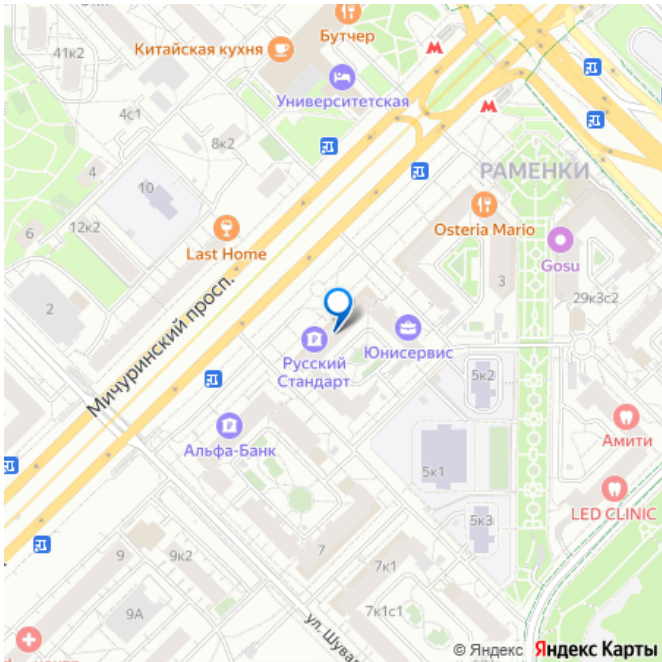 Бутчер
Китайская кухня
41к2
Университетская
4с1
8к2
РАМЕНКИ
4
10
6
12к2
Osteria Mario
Last Home
Gosu
3
29к3с2
2
Мичуринский просп.
Юнисервис
Русский
Стандарт
5к2
Амити
Альфа-Банк
5к1
LED CLINIC
5к3
7
9
9к2
7к1
9А
7к1с1
ул. Шувал
© Яндекс Яндекс Карты